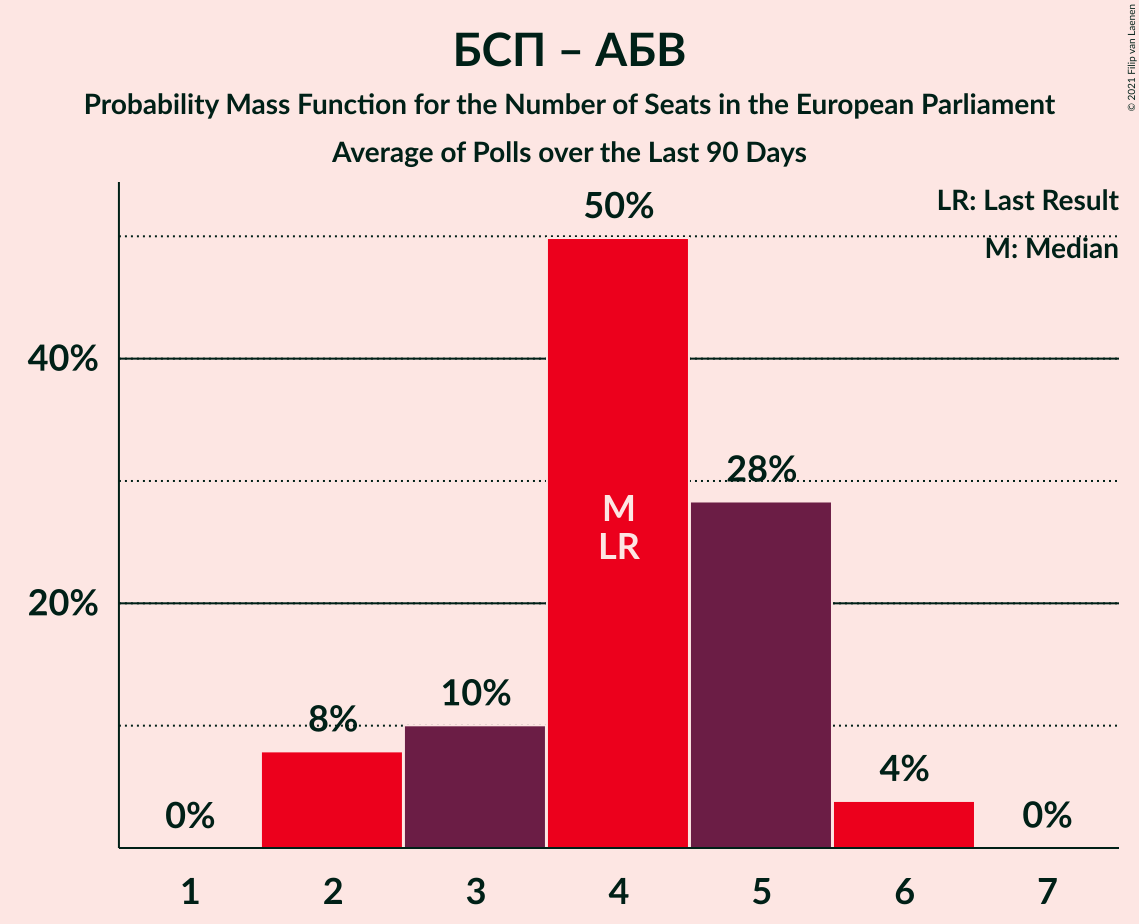 БСП – АБВ
Probability Mass Function for the Number of Seats in the European Parliament
Average of Polls over the Last 90 Days
© 2021 Filip van Laenen
LR: Last Result
M: Median
50%
40%
28%
M
LR
20%
10%
8%
4%
0%
0%
1 2 3 4 5 6 7